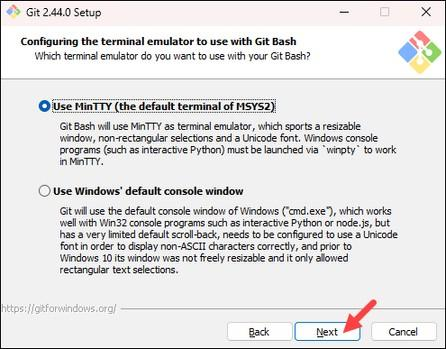 Git 2.44.0 Setup
Configuring the terminal emulator to use with Git Bash
Which terminal emulator do you want to use with your Git Bash?
Use MinTTY (the default terminal of MSYS2)
Git Bash will use MinTTY as terminal emulator, which sports a resizable
window, non-rectangular selections and a Unicode font. Windows console
programs (such as interactive Python) must be launched via `winpty` to work
in MinTTY.
Use Windows' default console window
Git will use the default console window of Windows ("cmd.exe"), which works
well with Win32 console programs such as interactive Python or node.js, but
has a very limited default scroll-back, needs to be configured to use a Unicode
font in order to display non-ASCII characters correctly, and prior to
Windows 10 its window was not freely resizable and it only allowed
rectangular text selections.
https://gitforwindows.org/
Back Next Cancel